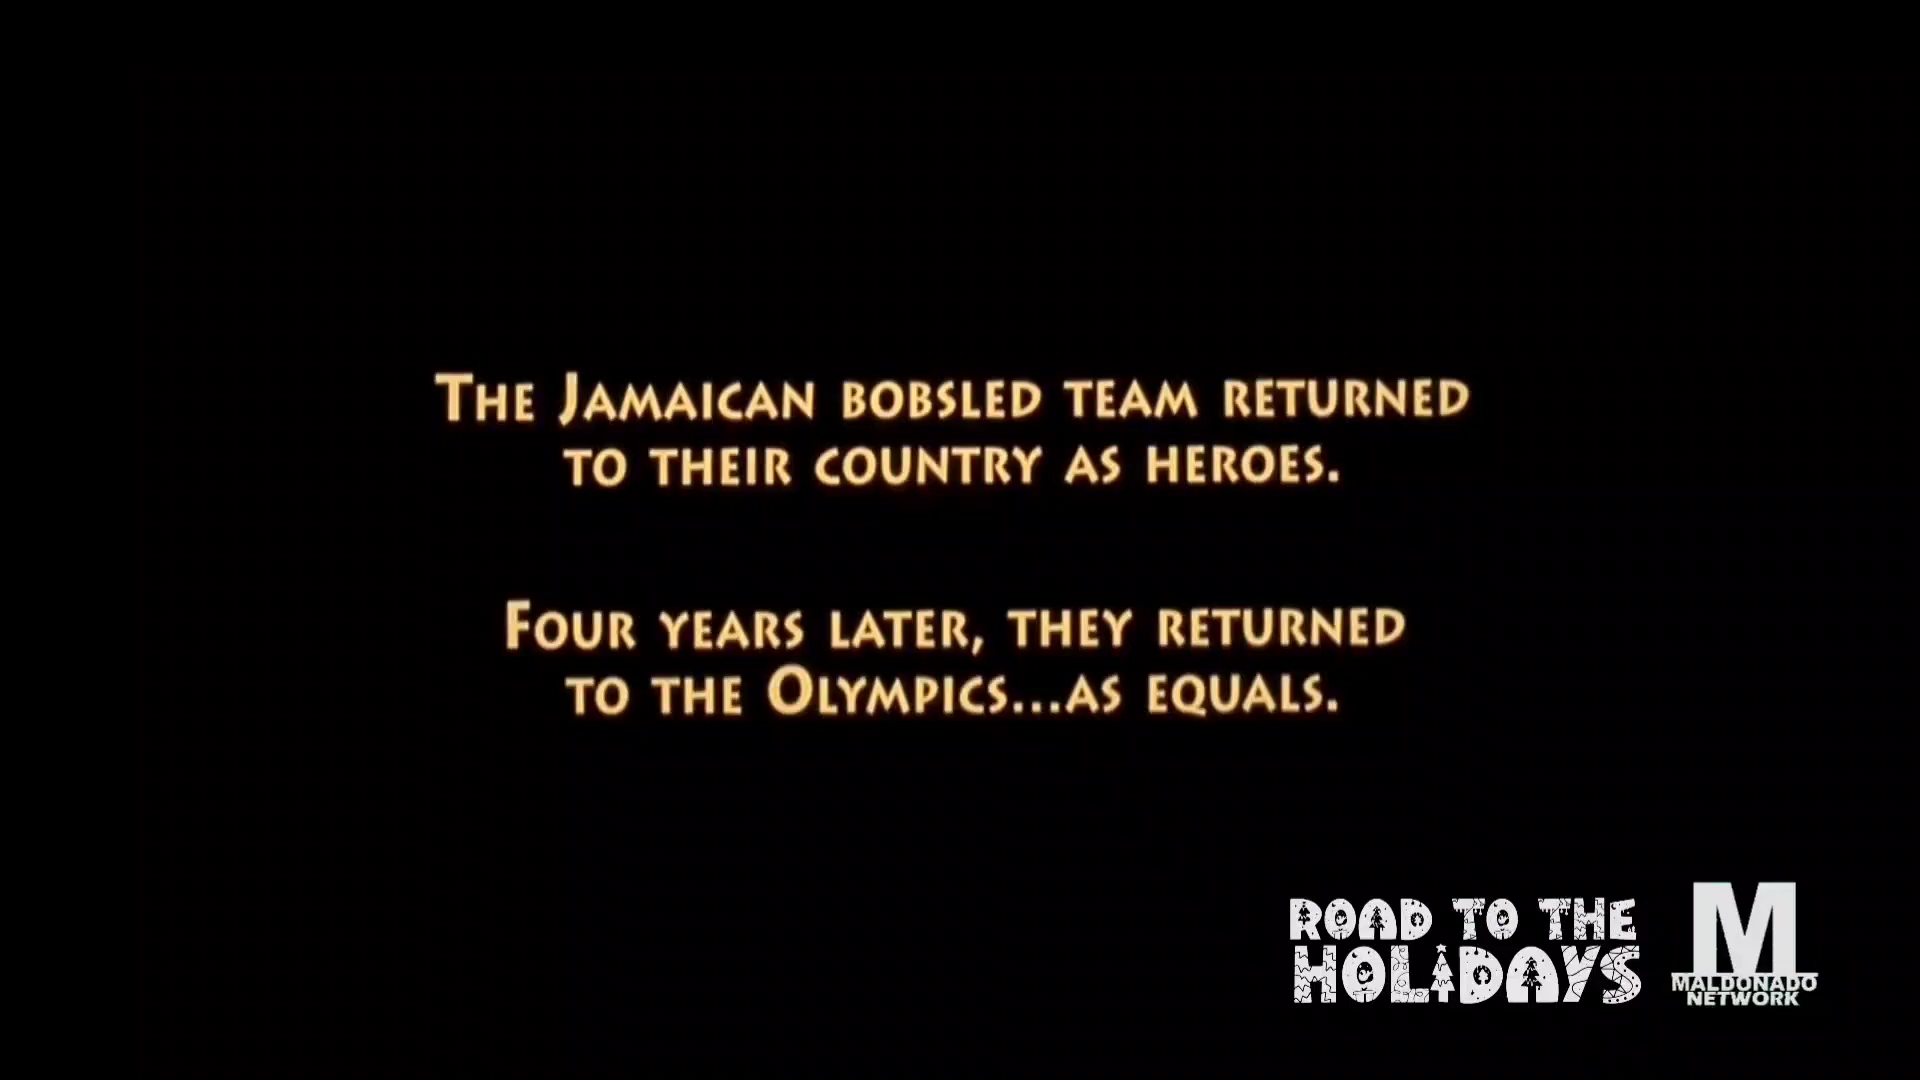 The Jamaican bobsled team returned
to their country as heroes.
Four years later, they returned
to the Olympics...as equals.
ROAD TO THE
HOLIDAYS
M
MALDONADO
NETWORK